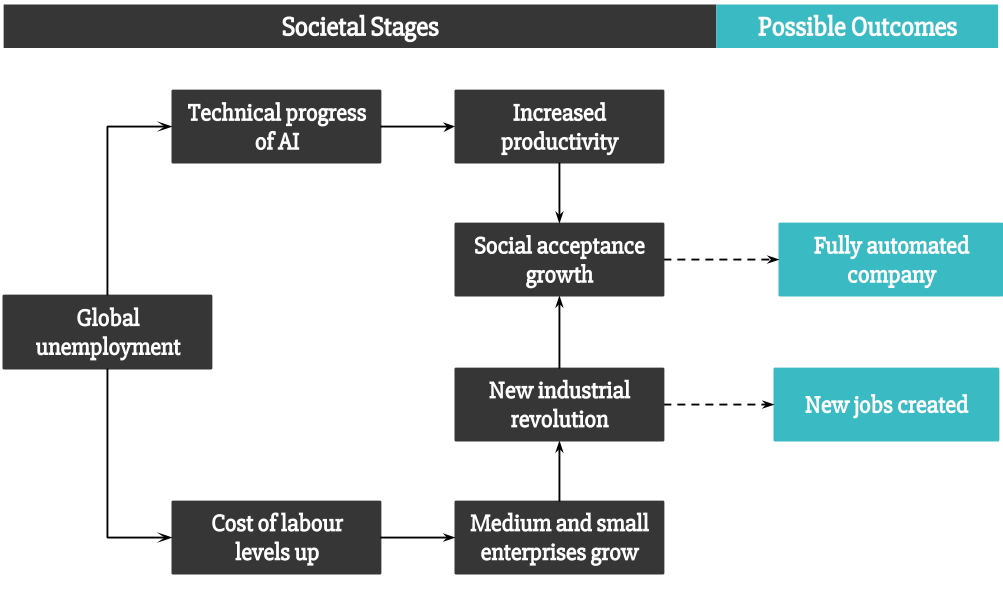 Societal Stages
Possible Outcomes
Technical progress
of AI
Increased
productivity
Social acceptance
growth
Fully automated
company
Global
unemployment
New industrial
revolution
New jobs created
Cost of labour
levels up
Medium and small
enterprises grow